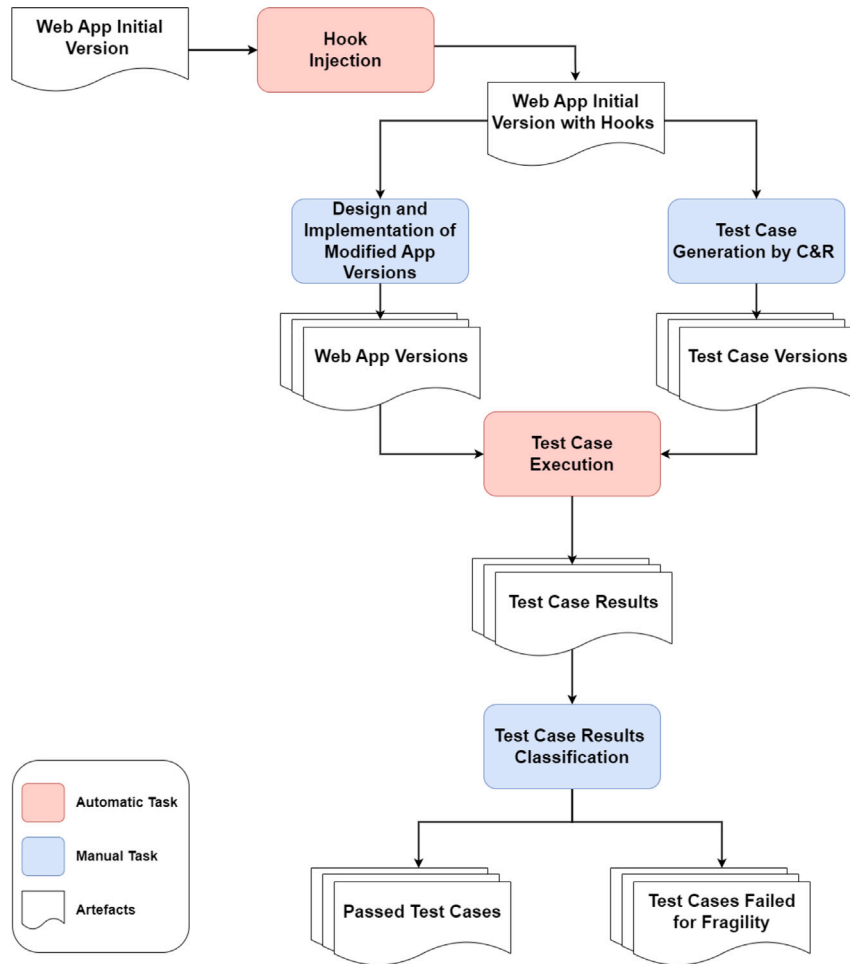 Web App Initial
Version
Hook
Injection
Web App Initial
Version with Hooks
Design and
Implementation of
Modified App
Versions
Test Case
Generation by C&R
Web App Versions
Test Case Versions
Test Case
Execution
Test Case Results
Test Case Results
Classification
Passed Test Cases
Test Cases Failed
for Fragility
Automatic Task
Manual Task
Artefacts